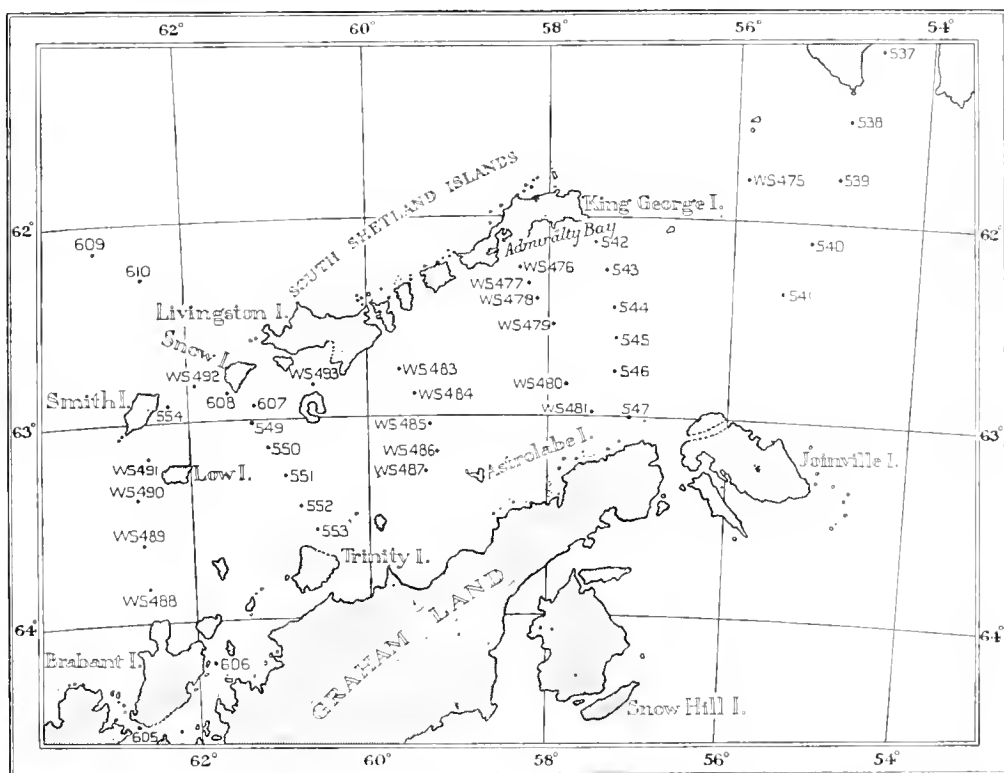 62° 60° 58° 56° 54°
537
538
WS475 539
SOUTH SHETLAND ISLANDS
King George I.
62° 62°
Admiralty Bay
609 542 540
610 WS476 543
WS477 541
WS478 544
Livingston I.
WS479 545
Snow I.
WS492 WS493 WS483 546
WS484 WS480
Smith I. 554 608 607 WS481 547
63° 549 WS485 63°
550 WS486 Astrolabe I.
WS491 Low I. 551 WS487 Joinville I.
WS490 552
WS489 553
Trinity I.
WS488
GRAHAM LAND
64° 64°
Brabant I. 606
Snow Hill I.
605
62° 60° 58° 56° 54°